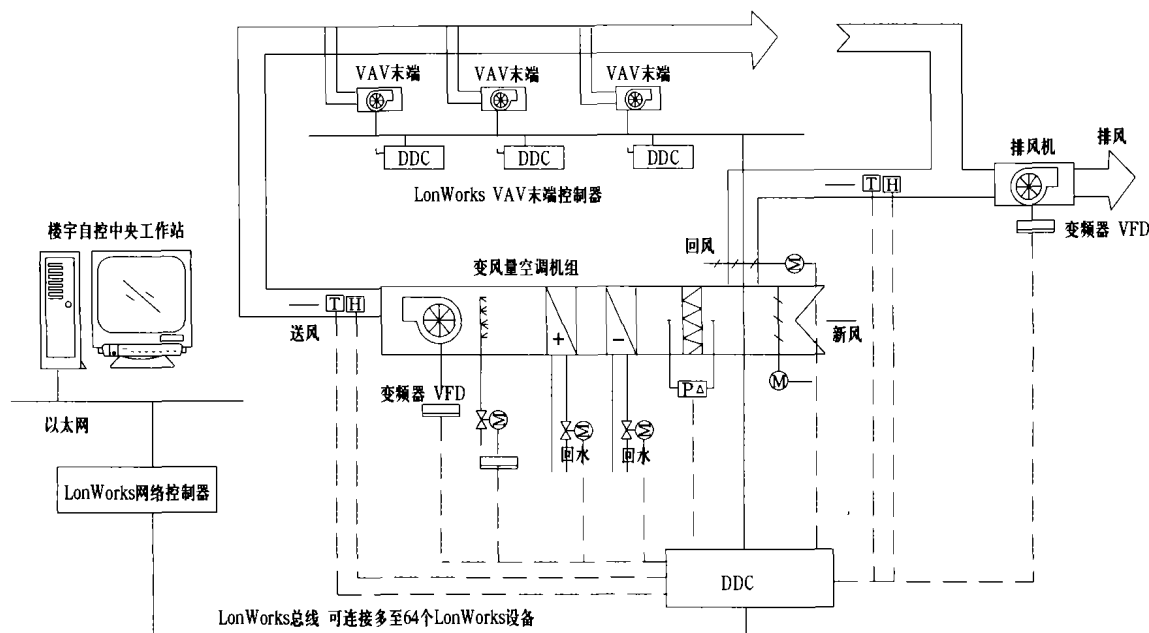 VAV末端
VAV末端
VAV末端
DDC
DDC
DDC
LonWorks VAV末端控制器
排风机
排风
T H
变频器 VFD
楼宇自控中央工作站
变风量空调机组
回风
M
T H
送风
+
-
新风
M
P△
变频器 VFD
M
M
M
回水
回水
以太网
LonWorks网络控制器
DDC
LonWorks总线 可连接多至64个LonWorks设备